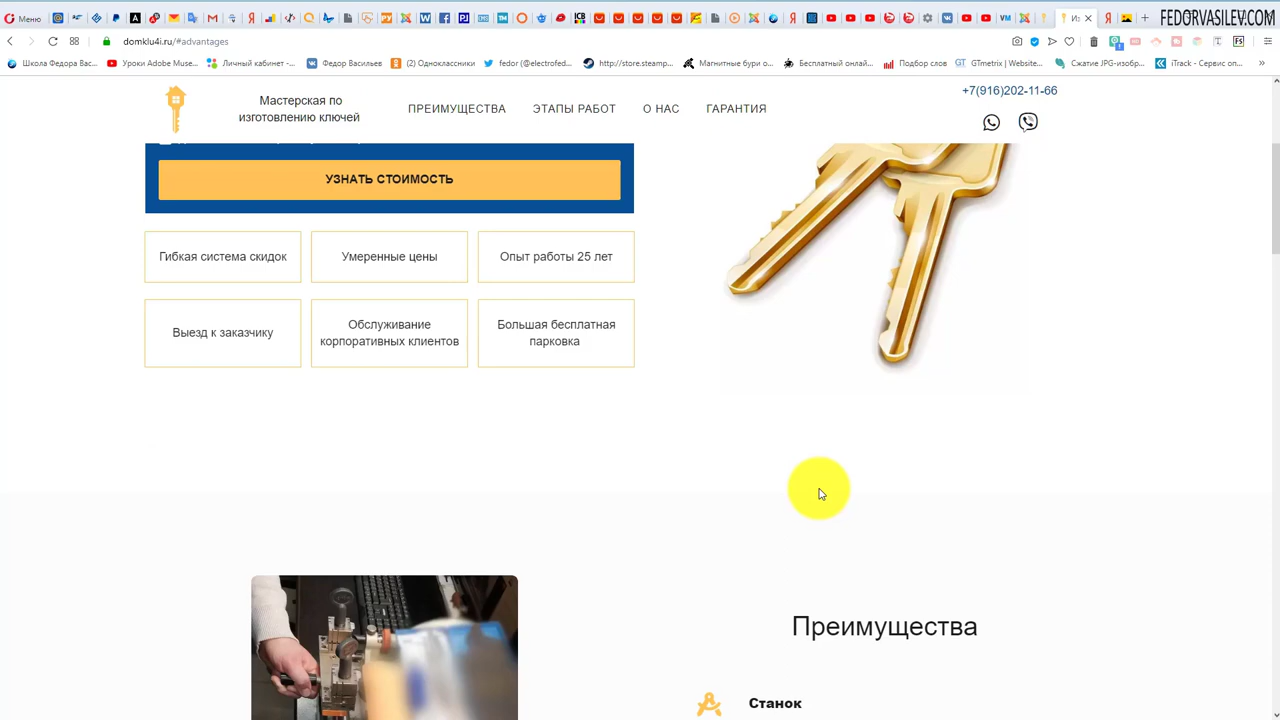 Меню
FEDORVASILEV.COM
domklu4i.ru/#advantages
Школа Федора Вас...
Уроки Adobe Muse...
Личный кабинет -...
Федор Васильев
(2) Одноклассники
fedor (@electrofed...
http://store.steamp...
Магнитные бури о...
Бесплатный онлай...
Подбор слов
GTmetrix | Website...
Сжатие JPG-изобр...
iTrack - Сервис оп...
Мастерская по
изготовлению ключей
ПРЕИМУЩЕСТВА
ЭТАПЫ РАБОТ
О НАС
ГАРАНТИЯ
+7(916)202-11-66
УЗНАТЬ СТОИМОСТЬ
Гибкая система скидок
Умеренные цены
Опыт работы 25 лет
Выезд к заказчику
Обслуживание
корпоративных клиентов
Большая бесплатная
парковка
Преимущества
Станок